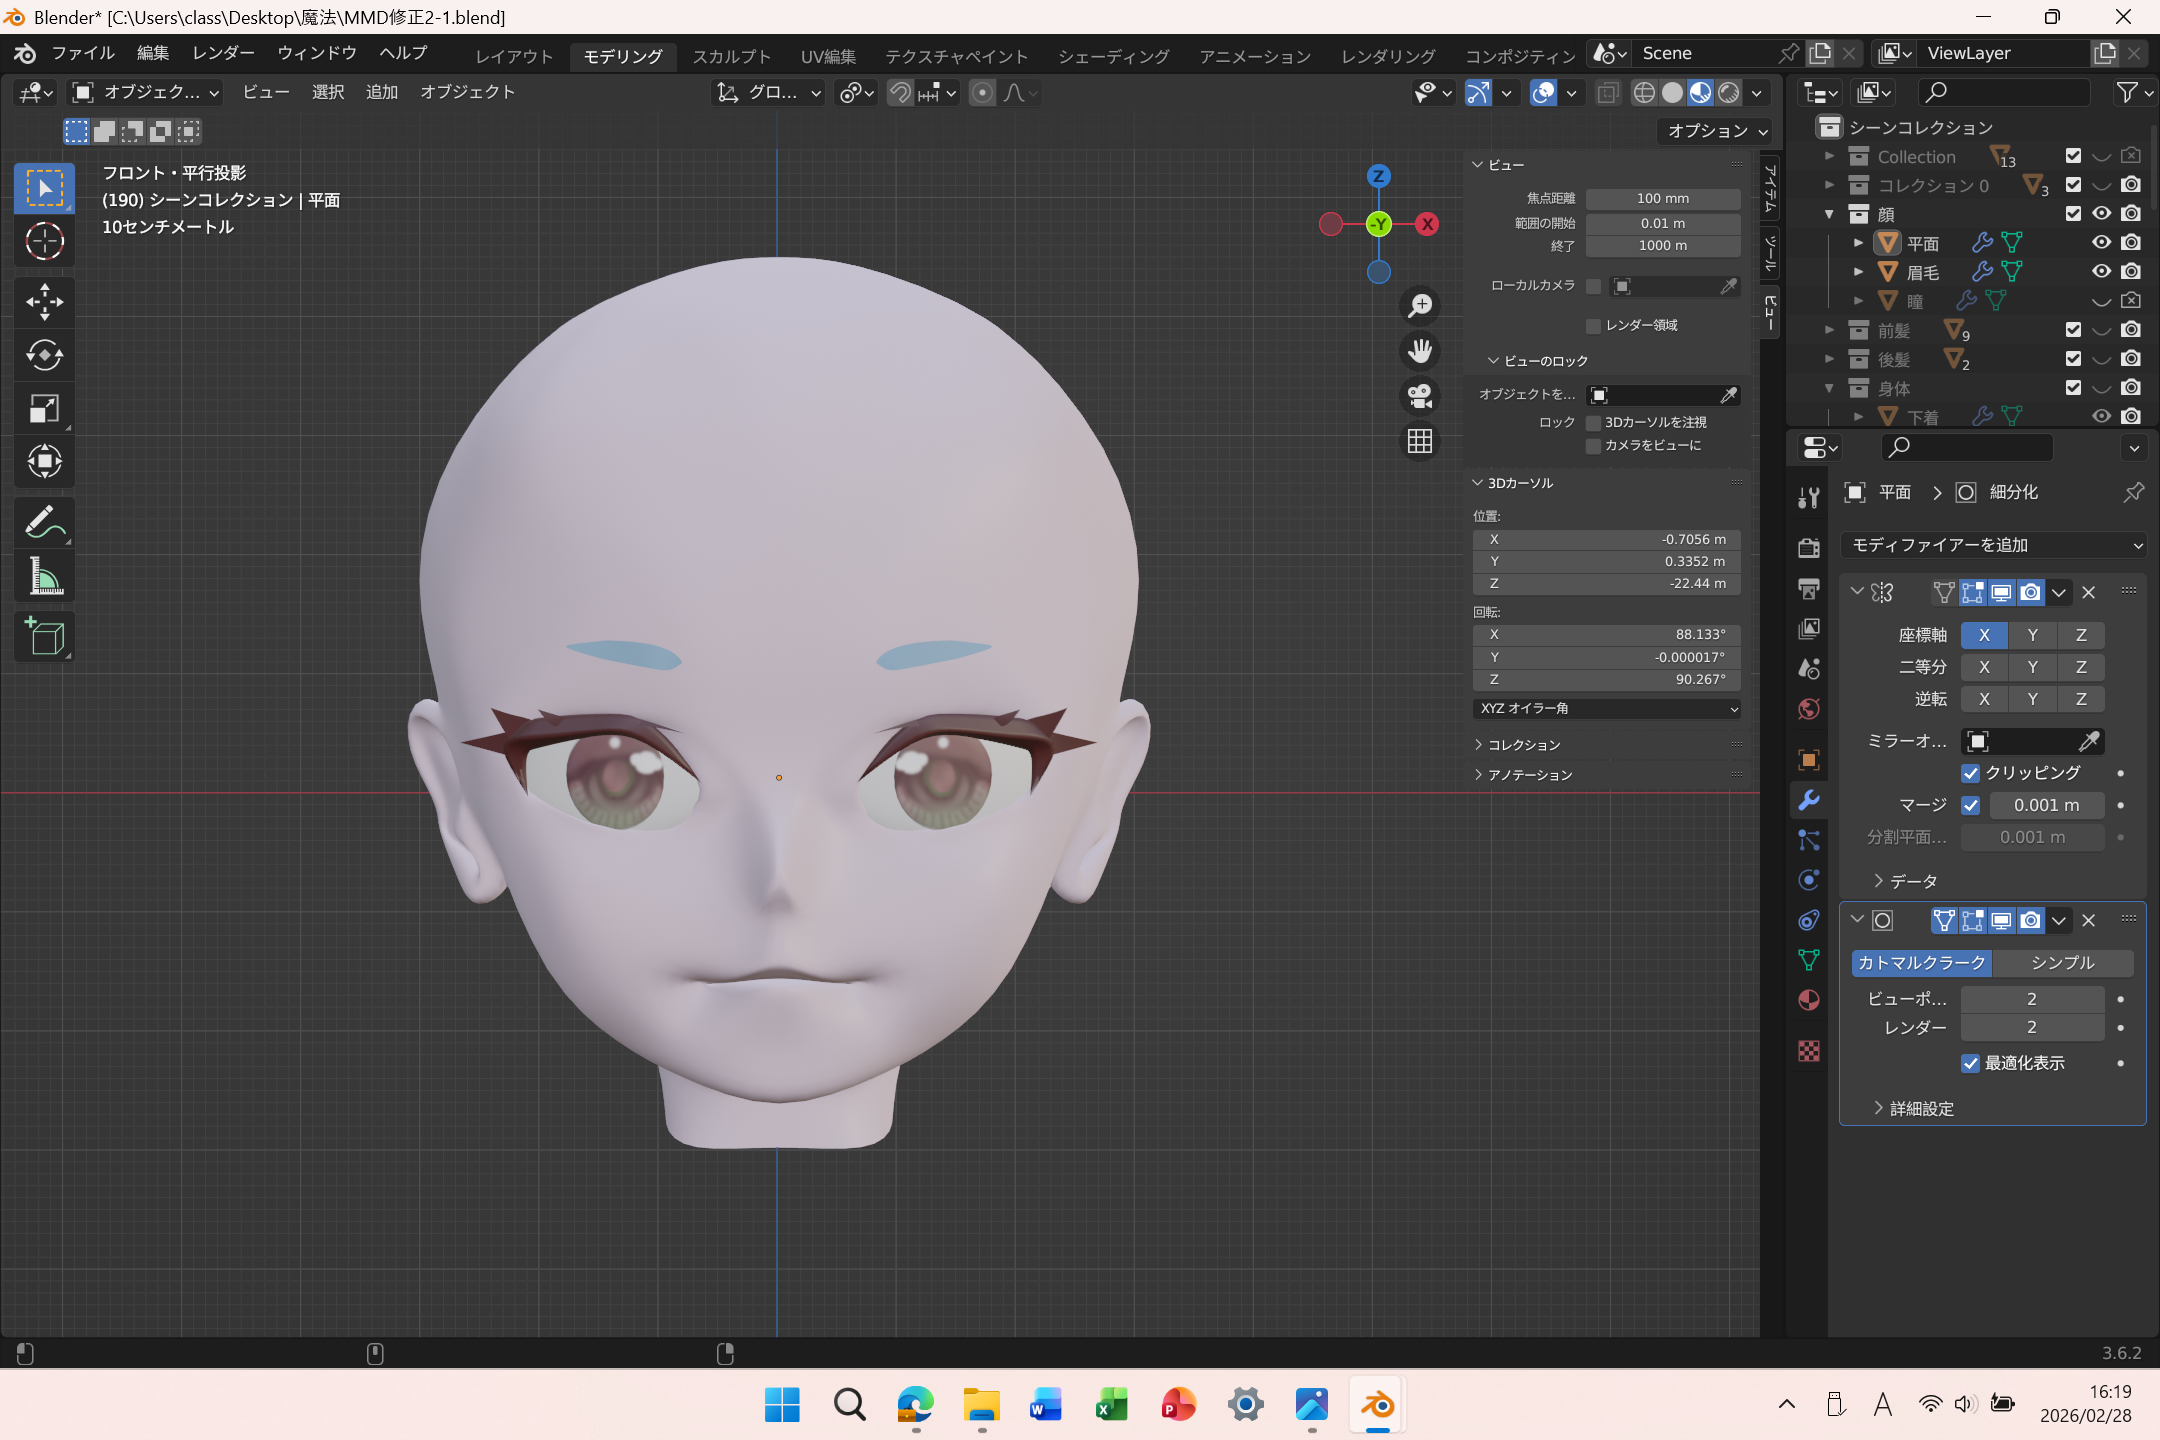 Blender* [C:\Users\class\Desktop\魔法\MMD修正2-1.blend]
ファイル 編集 レンダー ウィンドウ ヘルプ レイアウト モデリング スカルプト UV編集 テクスチャペイント シェーディング アニメーション レンダリング コンポジティン Scene ViewLayer
オブジェク... ビュー 選択 追加 オブジェクト グロ...
オプション
フロント・平行投影
(190) シーンコレクション | 平面
10センチメートル
Z
-Y
X
ビュー
焦点距離 100 mm
範囲の開始 0.01 m
終了 1000 m
ローカルカメラ
レンダー領域
ビューのロック
オブジェクトを...
ロック 3Dカーソルを注視
カメラをビューに
3Dカーソル
位置:
X -0.7056 m
Y 0.3352 m
Z -22.44 m
回転:
X 88.133°
Y -0.000017°
Z 90.267°
XYZ オイラー角
コレクション
アノテーション
アイテム
ツール
ビュー
シーンコレクション
Collection 13
コレクション 0 3
顔
平面
眉毛
瞳
前髪 9
後髪 2
身体
下着
平面 細分化
モディファイアーを追加
座標軸 X Y Z
二等分 X Y Z
逆転 X Y Z
ミラーオ...
クリッピング
マージ 0.001 m
分割平面... 0.001 m
データ
カトマルクラーク シンプル
ビューポ... 2
レンダー 2
最適化表示
詳細設定
3.6.2
A
16:19
2026/02/28